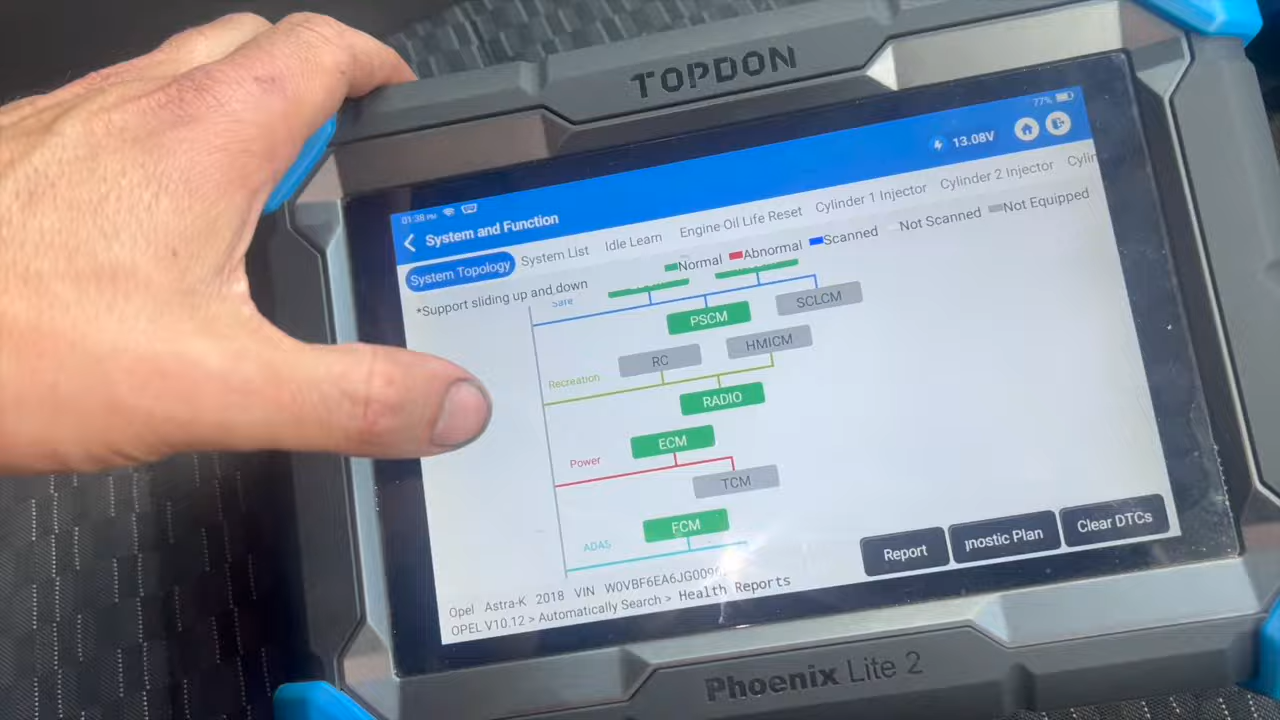 TOPDON
77%
13.08V
01:38 PM
System and Function
System Topology System List Idle Learn Engine Oil Life Reset Cylinder 1 Injector Cylinder 2 Injector
Normal Abnormal Scanned Not Scanned Not Equipped
*Support sliding up and down
Safe
PSCM SCLCM
RC HMICM
Recreation
RADIO
ECM
Power
TCM
FCM
ADAS
Report gnostic Plan Clear DTCs
Opel Astra-K 2018 VIN
OPEL V10.12 > Automatically Search > Health Reports
Phoenix Lite 2